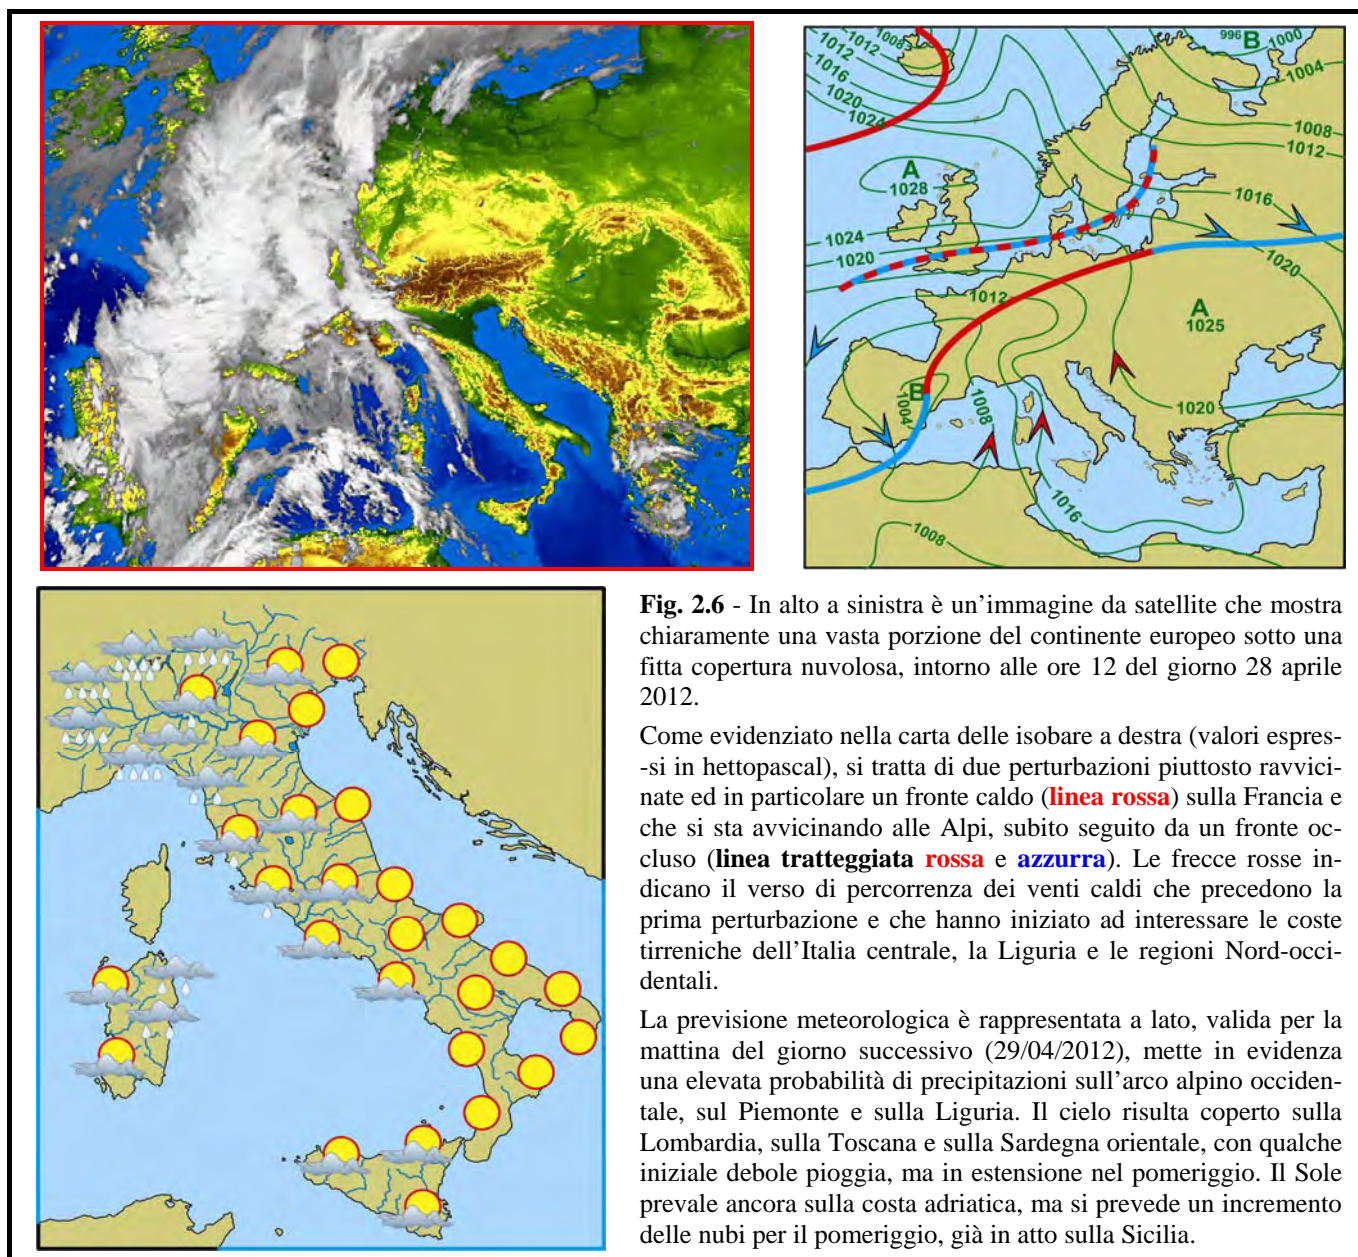 1008
1012
1012
1008
1016
1020
1024
996 B
1000
1004
1008
1012
1016
A
1028
1024
1020
1020
1012
A
1025
B
1004
1008
1020
1016
1008
Fig. 2.6 - In alto a sinistra è un’immagine da satellite che mostra
chiaramente una vasta porzione del continente europeo sotto una
fitta copertura nuvolosa, intorno alle ore 12 del giorno 28 aprile
2012.
Come evidenziato nella carta delle isobare a destra (valori espres-
-si in hettopascal), si tratta di due perturbazioni piuttosto ravvici-
nate ed in particolare un fronte caldo (linea rossa) sulla Francia e
che si sta avvicinando alle Alpi, subito seguito da un fronte oc-
cluso (linea tratteggiata rossa e azzurra). Le frecce rosse in-
dicano il verso di percorrenza dei venti caldi che precedono la
prima perturbazione e che hanno iniziato ad interessare le coste
tirreniche dell’Italia centrale, la Liguria e le regioni Nord-occi-
dentali.
La previsione meteorologica è rappresentata a lato, valida per la
mattina del giorno successivo (29/04/2012), mette in evidenza
una elevata probabilità di precipitazioni sull’arco alpino occiden-
tale, sul Piemonte e sulla Liguria. Il cielo risulta coperto sulla
Lombardia, sulla Toscana e sulla Sardegna orientale, con qualche
iniziale debole pioggia, ma in estensione nel pomeriggio. Il Sole
prevale ancora sulla costa adriatica, ma si prevede un incremento
delle nubi per il pomeriggio, già in atto sulla Sicilia.